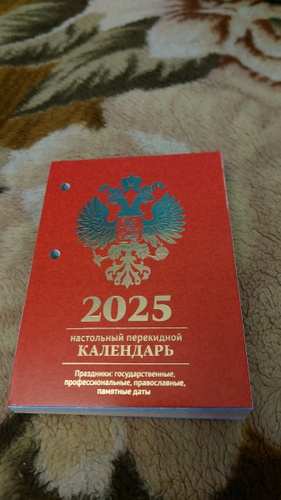 2025
настольный перекидной
КАЛЕНДАРЬ
Праздники: государственные,
профессиональные, православные,
памятные даты